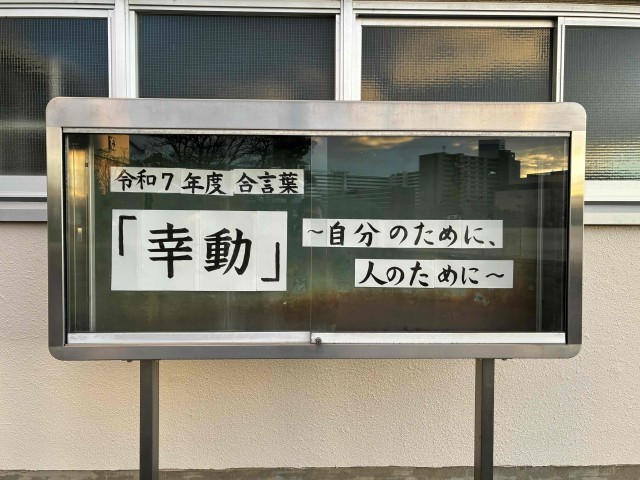 令和7年度 合言葉
「幸動」
～自分のために、
人のために～